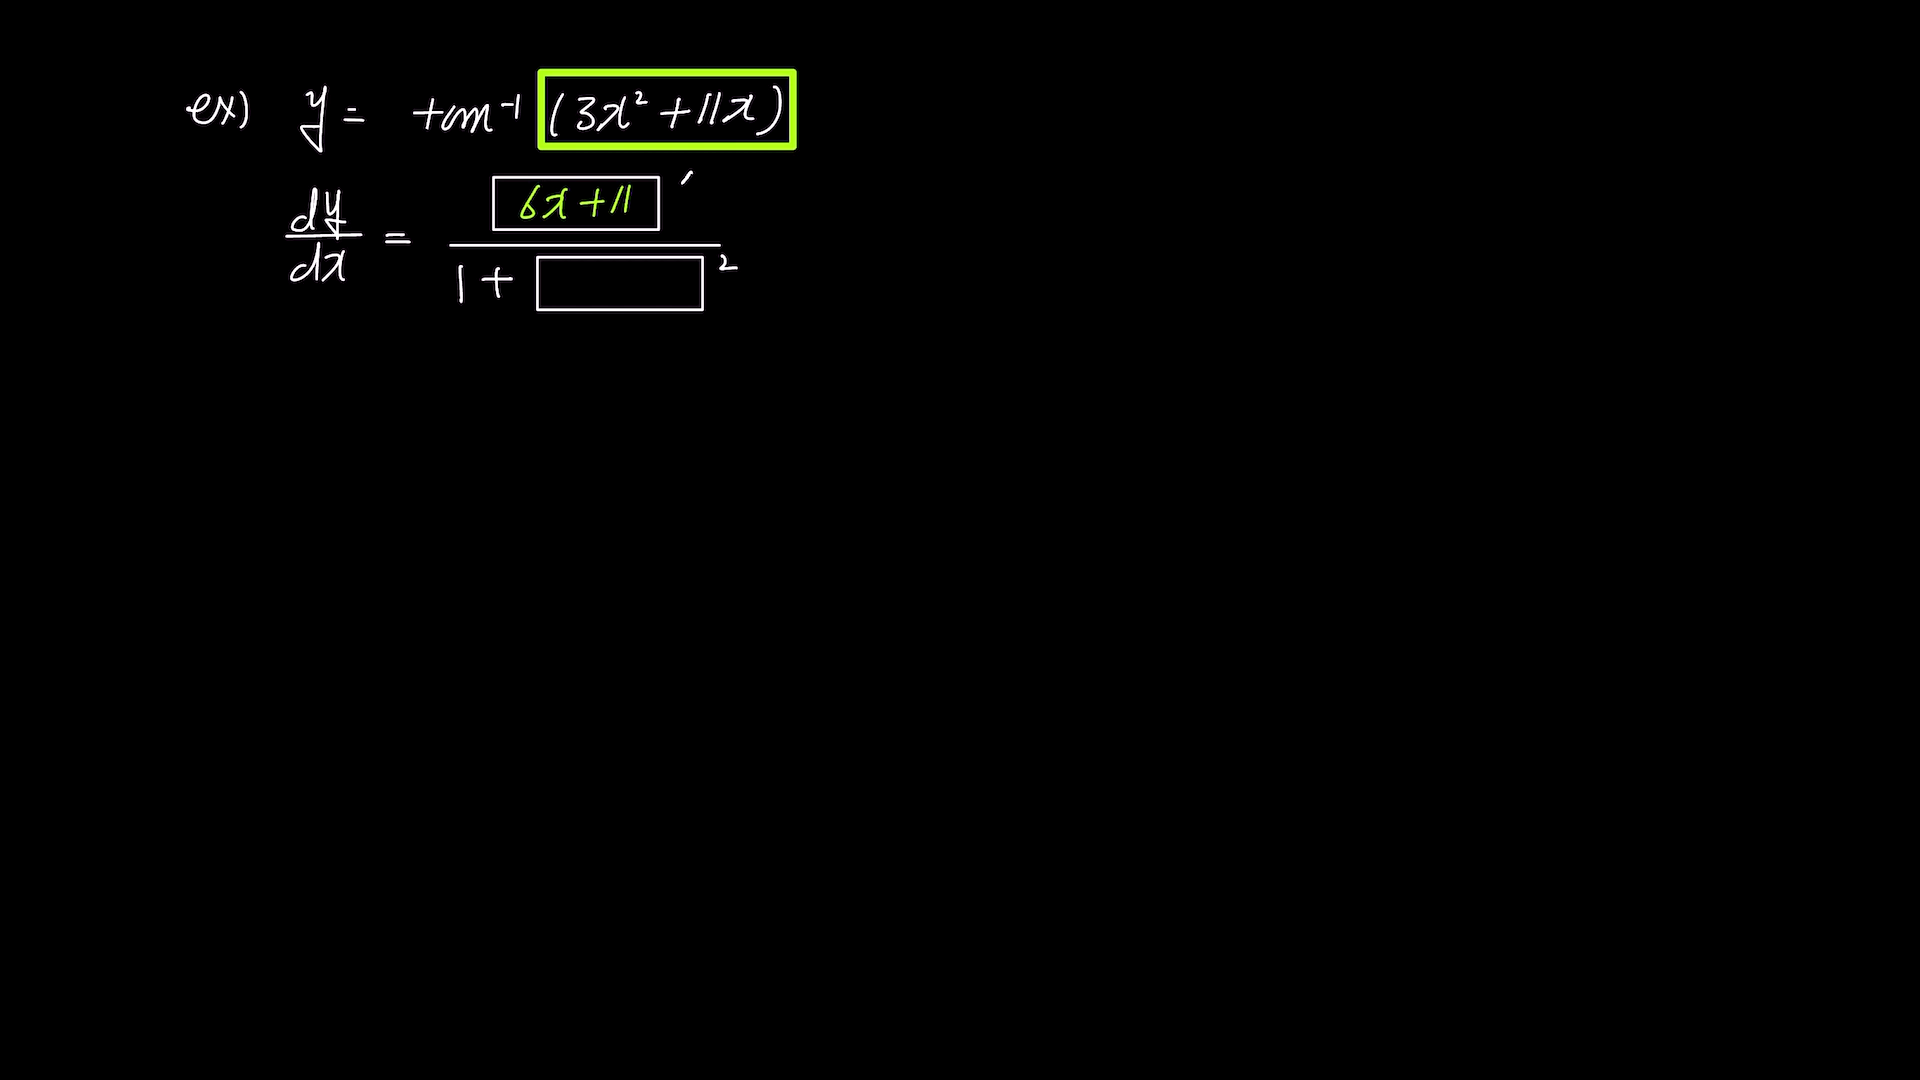 ex) y = tan⁻¹ (3x² + 11x)
dy/dx = 6x + 11 ′ / 1 + ²